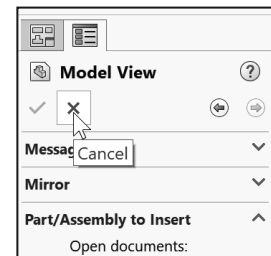 Model View
?
Messag
Cancel
Mirror
Part/Assembly to Insert
Open documents: